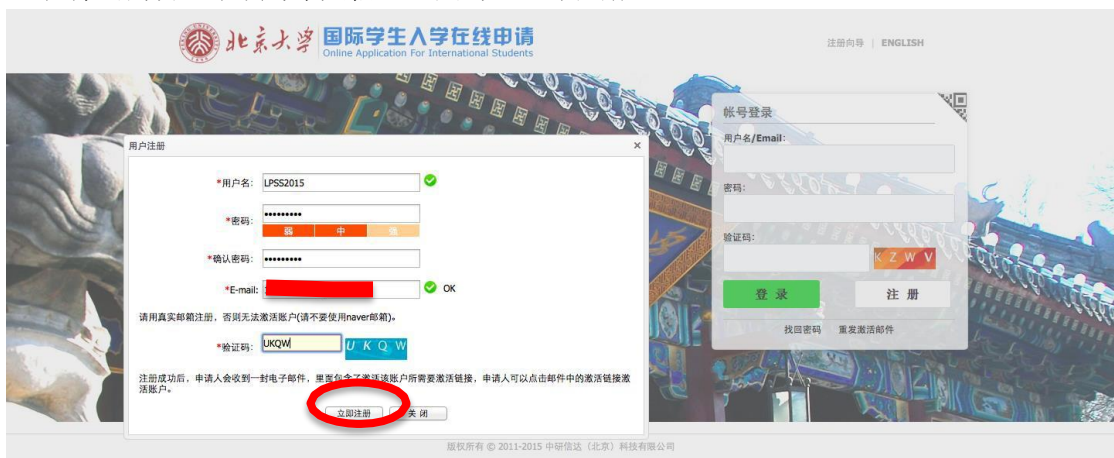 北京大学 国际学生入学在线申请
Online Application For International Students
注册向导 | ENGLISH
帐号登录
用户名/Email:
密码:
验证码:
K Z W V
登 录
注 册
找回密码 重发激活邮件
用户注册 ×
*用户名: LPSS2015
*密码: •••••••••
弱 中 强
*确认密码: •••••••••
*E-mail: OK
请用真实邮箱注册，否则无法激活账户(请不要使用naver邮箱)。
*验证码: UKQW U K Q W
注册成功后，申请人会收到一封电子邮件，里面包含了激活该账户所需要激活链接，申请人可以点击邮件中的激活链接激
活账户。
立即注册 关 闭
版权所有 © 2011-2015 中研信达（北京）科技有限公司